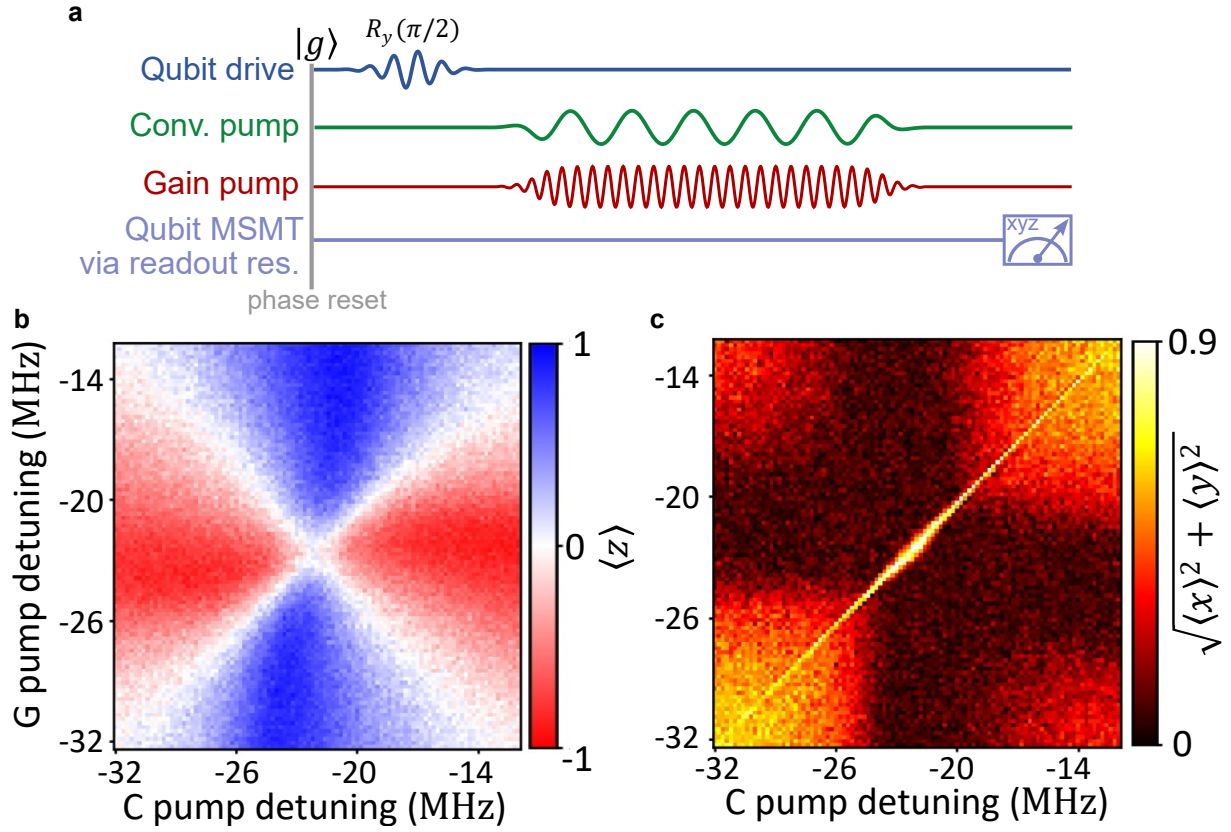 a
|g⟩
R_y(π/2)
Qubit drive
Conv. pump
Gain pump
Qubit MSMT
via readout res.
xyz
phase reset
b
G pump detuning (MHz)
-14
-20
-26
-32
-32
-26
-20
-14
C pump detuning (MHz)
1
0
-1
⟨z⟩
c
-14
-20
-26
-32
-32
-26
-20
-14
C pump detuning (MHz)
0.9
0
√⟨x⟩² + ⟨y⟩²